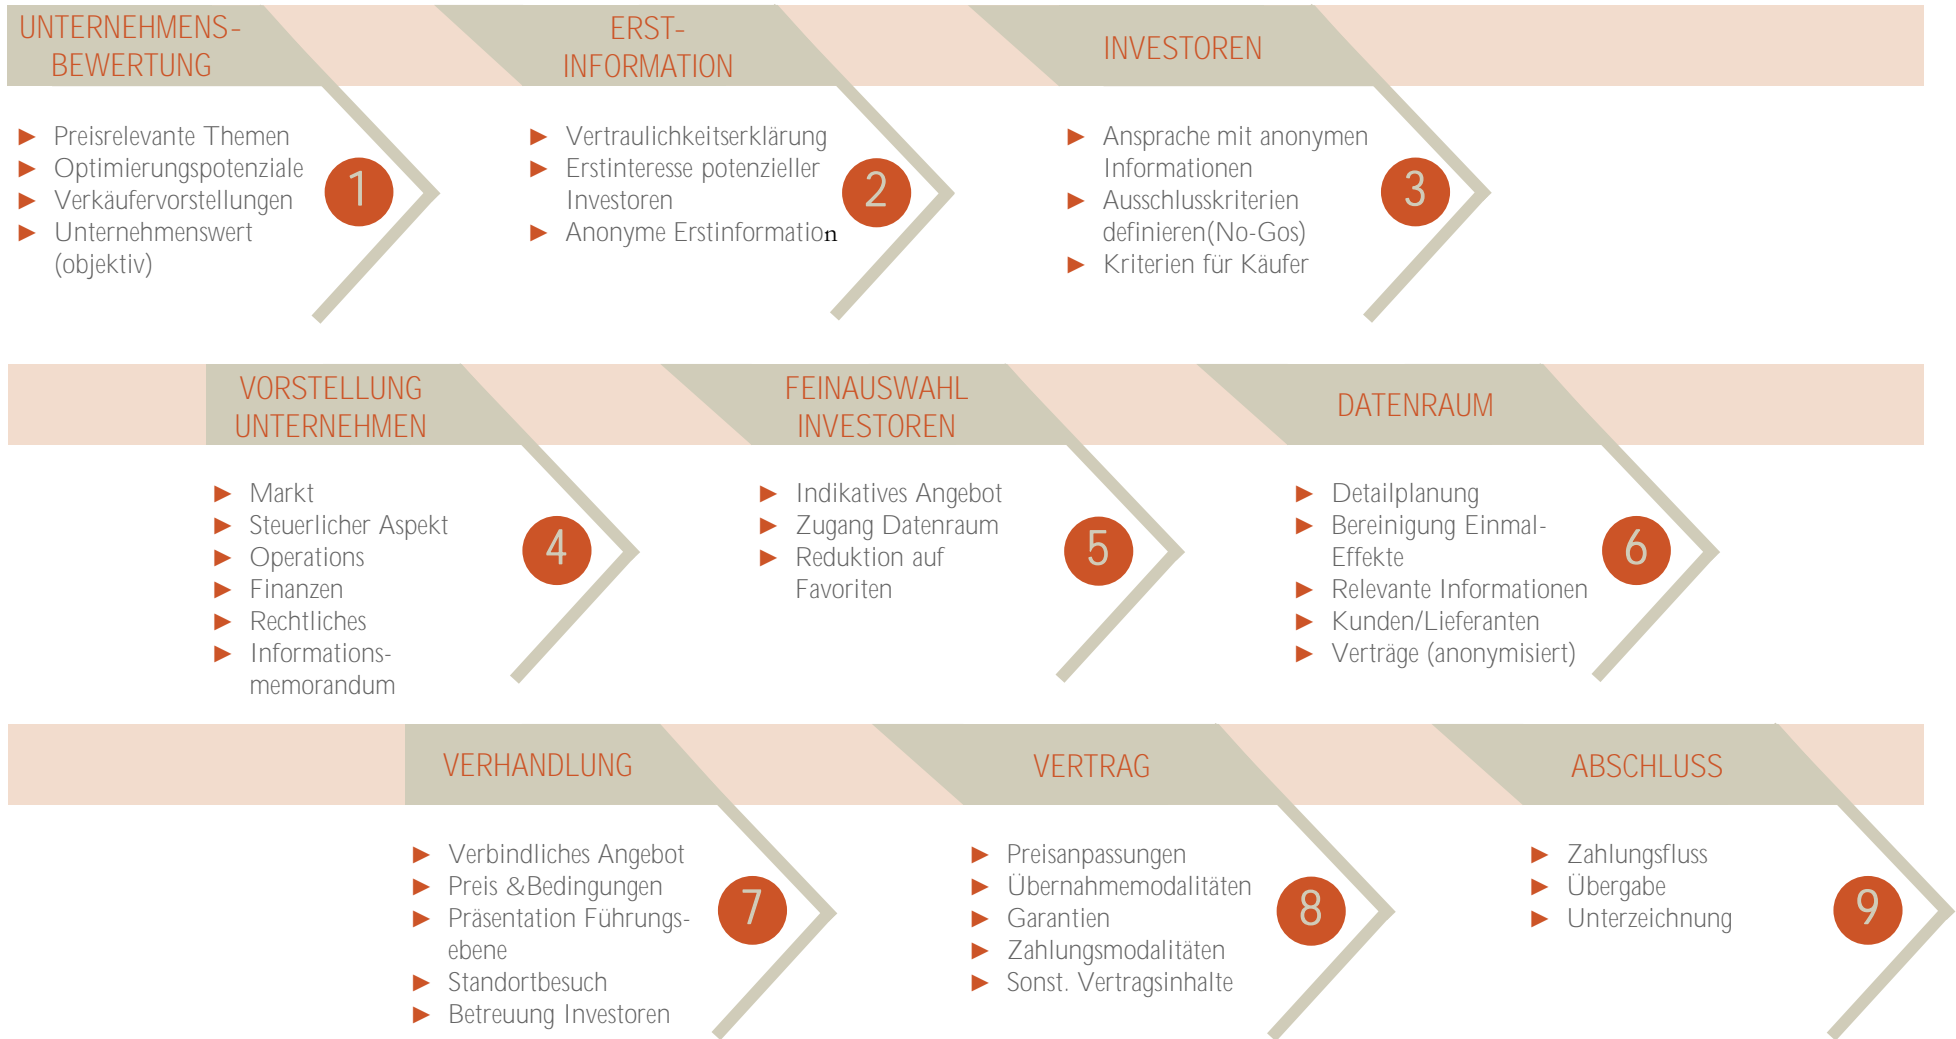 UNTERNEHMENS-
BEWERTUNG
► Preisrelevante Themen
► Optimierungspotenziale
► Verkäufervorstellungen
► Unternehmenswert
(objektiv)
1
ERST-
INFORMATION
► Vertraulichkeitserklärung
► Erstinteresse potenzieller
Investoren
► Anonyme Erstinformation
2
INVESTOREN
► Ansprache mit anonymen
Informationen
► Ausschlusskriterien
definieren(No-Gos)
► Kriterien für Käufer
3
VORSTELLUNG
UNTERNEHMEN
► Markt
► Steuerlicher Aspekt
► Operations
► Finanzen
► Rechtliches
► Informations-
memorandum
4
FEINAUSWAHL
INVESTOREN
► Indikatives Angebot
► Zugang Datenraum
► Reduktion auf
Favoriten
5
DATENRAUM
► Detailplanung
► Bereinigung Einmal-
Effekte
► Relevante Informationen
► Kunden/Lieferanten
► Verträge (anonymisiert)
6
VERHANDLUNG
► Verbindliches Angebot
► Preis &Bedingungen
► Präsentation Führungs-
ebene
► Standortbesuch
► Betreuung Investoren
7
VERTRAG
► Preisanpassungen
► Übernahmemodalitäten
► Garantien
► Zahlungsmodalitäten
► Sonst. Vertragsinhalte
8
ABSCHLUSS
► Zahlungsfluss
► Übergabe
► Unterzeichnung
9